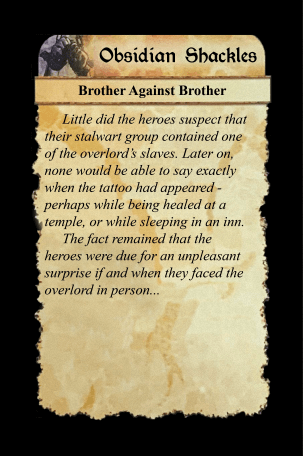 Obsidian Shackles
Brother Against Brother
Little did the heroes suspect that
their stalwart group contained one
of the overlord's slaves. Later on,
none would be able to say exactly
when the tattoo had appeared -
perhaps while being healed at a
temple, or while sleeping in an inn.
The fact remained that the
heroes were due for an unpleasant
surprise if and when they faced the
overlord in person...